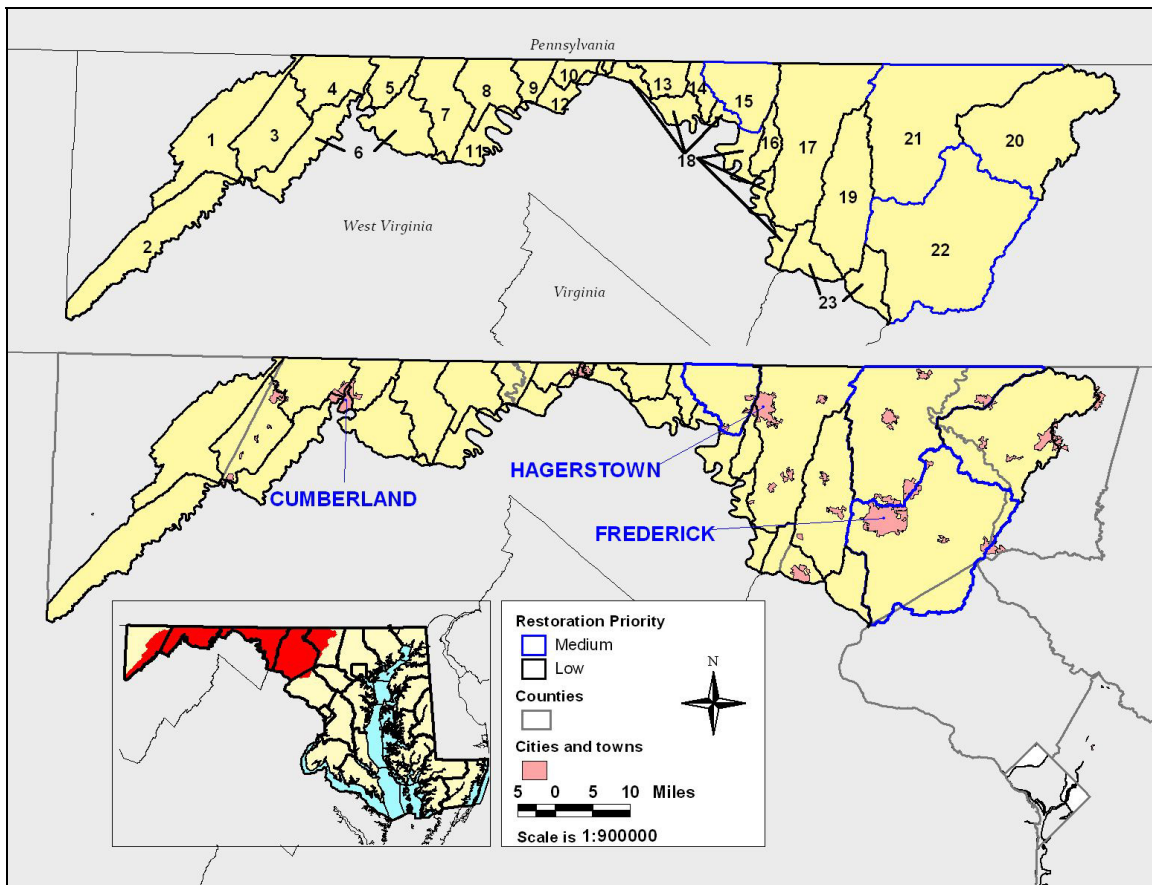 Pennsylvania
1
2
3
4
5
6
7
8
9
10
11
12
13
14
15
16
17
18
19
20
21
22
23
West Virginia
Virginia
CUMBERLAND
HAGERSTOWN
FREDERICK
Restoration Priority
Medium
Low
Counties
Cities and towns
5 0 5 10 Miles
Scale is 1:900000
N